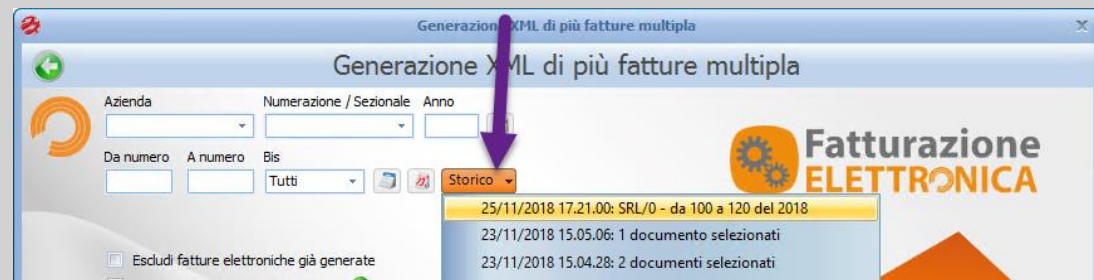 Generazione XML di più fatture multipla
Generazione XML di più fatture multipla
Azienda Numerazione / Sezionale Anno
Da numero A numero Bis
Tutti Storico
Fatturazione
ELETTRONICA
25/11/2018 17.21.00: SRL/0 - da 100 a 120 del 2018
23/11/2018 15.05.06: 1 documento selezionati
Escludi fatture elettroniche già generate
23/11/2018 15.04.28: 2 documenti selezionati